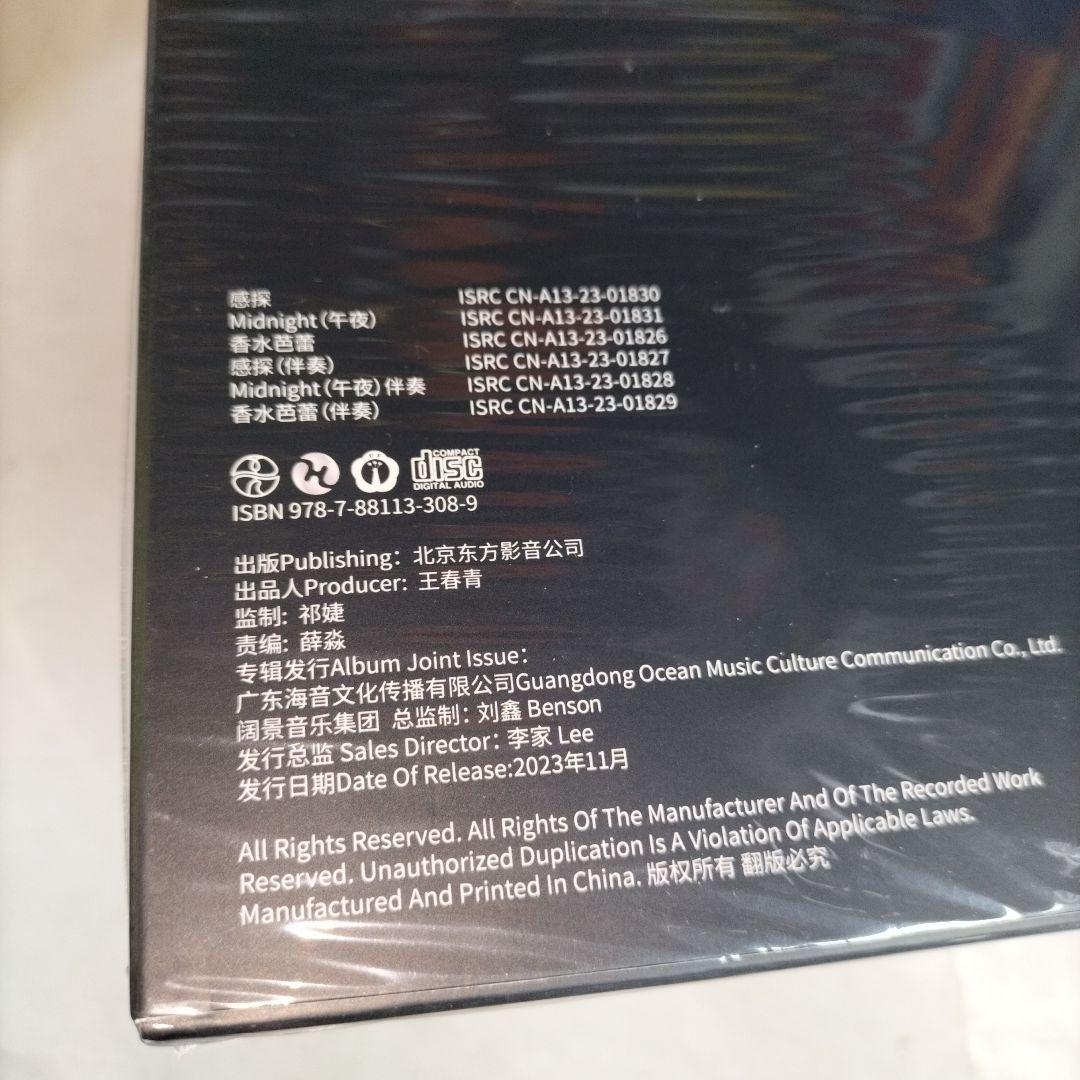 感探 ISRC CN-A13-23-01830
Midnight(午夜) ISRC CN-A13-23-01831
香水芭蕾 ISRC CN-A13-23-01826
感探(伴奏) ISRC CN-A13-23-01827
Midnight(午夜)伴奏 ISRC CN-A13-23-01828
香水芭蕾(伴奏) ISRC CN-A13-23-01829
COMPACT
disc
DIGITAL AUDIO
ISBN 978-7-88113-308-9
出版Publishing: 北京东方影音公司
出品人Producer: 王春青
监制: 祁婕
责编: 薛淼
专辑发行Album Joint Issue:
广东海音文化传播有限公司Guangdong Ocean Music Culture Communication Co., Ltd.
阔景音乐集团 总监制: 刘鑫 Benson
发行总监 Sales Director: 李家 Lee
发行日期Date Of Release:2023年11月
All Rights Reserved. All Rights Of The Manufacturer And Of The Recorded Work
Reserved. Unauthorized Duplication Is A Violation Of Applicable Laws.
Manufactured And Printed In China. 版权所有 翻版必究